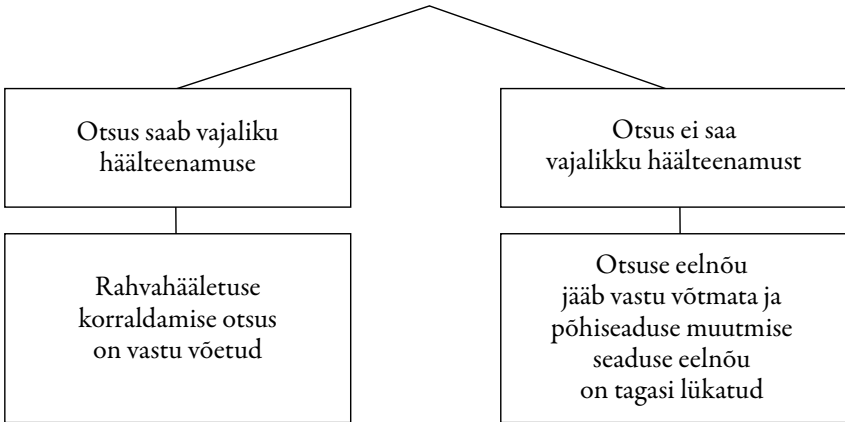 Otsus saab vajaliku
häälteenamuse
Otsus ei saa
vajalikku häälteenamust
Rahvahääletuse
korraldamise otsus
on vastu võetud
Otsuse eelnõu
jääb vastu võtmata ja
põhiseaduse muutmise
seaduse eelnõu
on tagasi lükatud